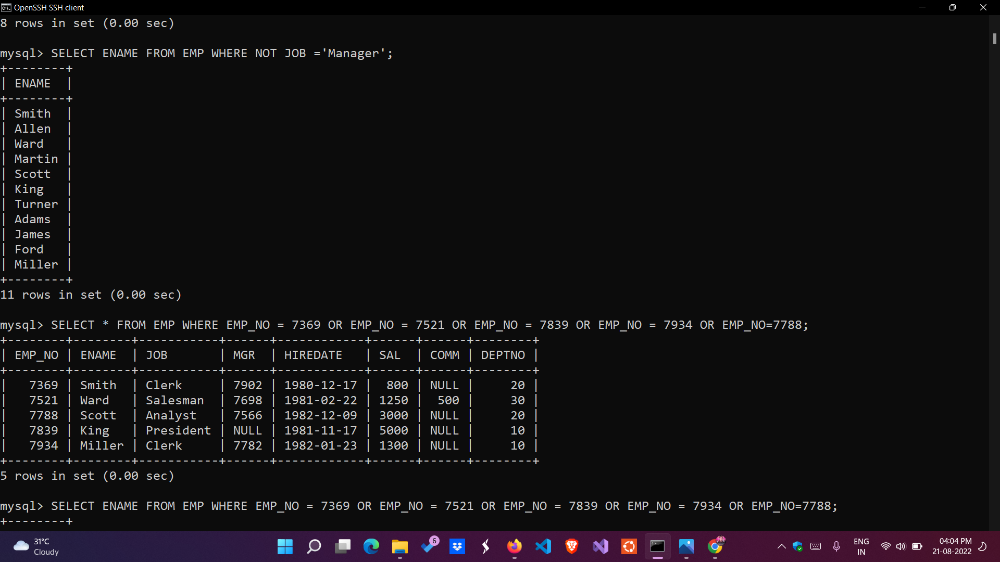 OpenSSH SSH client
8 rows in set (0.00 sec)
mysql> SELECT ENAME FROM EMP WHERE NOT JOB ='Manager';
+--------+
| ENAME  |
+--------+
| Smith  |
| Allen  |
| Ward   |
| Martin |
| Scott  |
| King   |
| Turner |
| Adams  |
| James  |
| Ford   |
| Miller |
+--------+
11 rows in set (0.00 sec)
mysql> SELECT * FROM EMP WHERE EMP_NO = 7369 OR EMP_NO = 7521 OR EMP_NO = 7839 OR EMP_NO = 7934 OR EMP_NO=7788;
+--------+--------+-----------+------+------------+------+------+--------+
| EMP_NO | ENAME  | JOB       | MGR  | HIREDATE   | SAL  | COMM | DEPTNO |
+--------+--------+-----------+------+------------+------+------+--------+
|   7369 | Smith  | Clerk     | 7902 | 1980-12-17 |  800 | NULL |     20 |
|   7521 | Ward   | Salesman  | 7698 | 1981-02-22 | 1250 |  500 |     30 |
|   7788 | Scott  | Analyst   | 7566 | 1982-12-09 | 3000 | NULL |     20 |
|   7839 | King   | President | NULL | 1981-11-17 | 5000 | NULL |     10 |
|   7934 | Miller | Clerk     | 7782 | 1982-01-23 | 1300 | NULL |     10 |
+--------+--------+-----------+------+------------+------+------+--------+
5 rows in set (0.00 sec)
mysql> SELECT ENAME FROM EMP WHERE EMP_NO = 7369 OR EMP_NO = 7521 OR EMP_NO = 7839 OR EMP_NO = 7934 OR EMP_NO=7788;
+--------+
31°C
Cloudy
6
ENG
IN
04:04 PM
21-08-2022